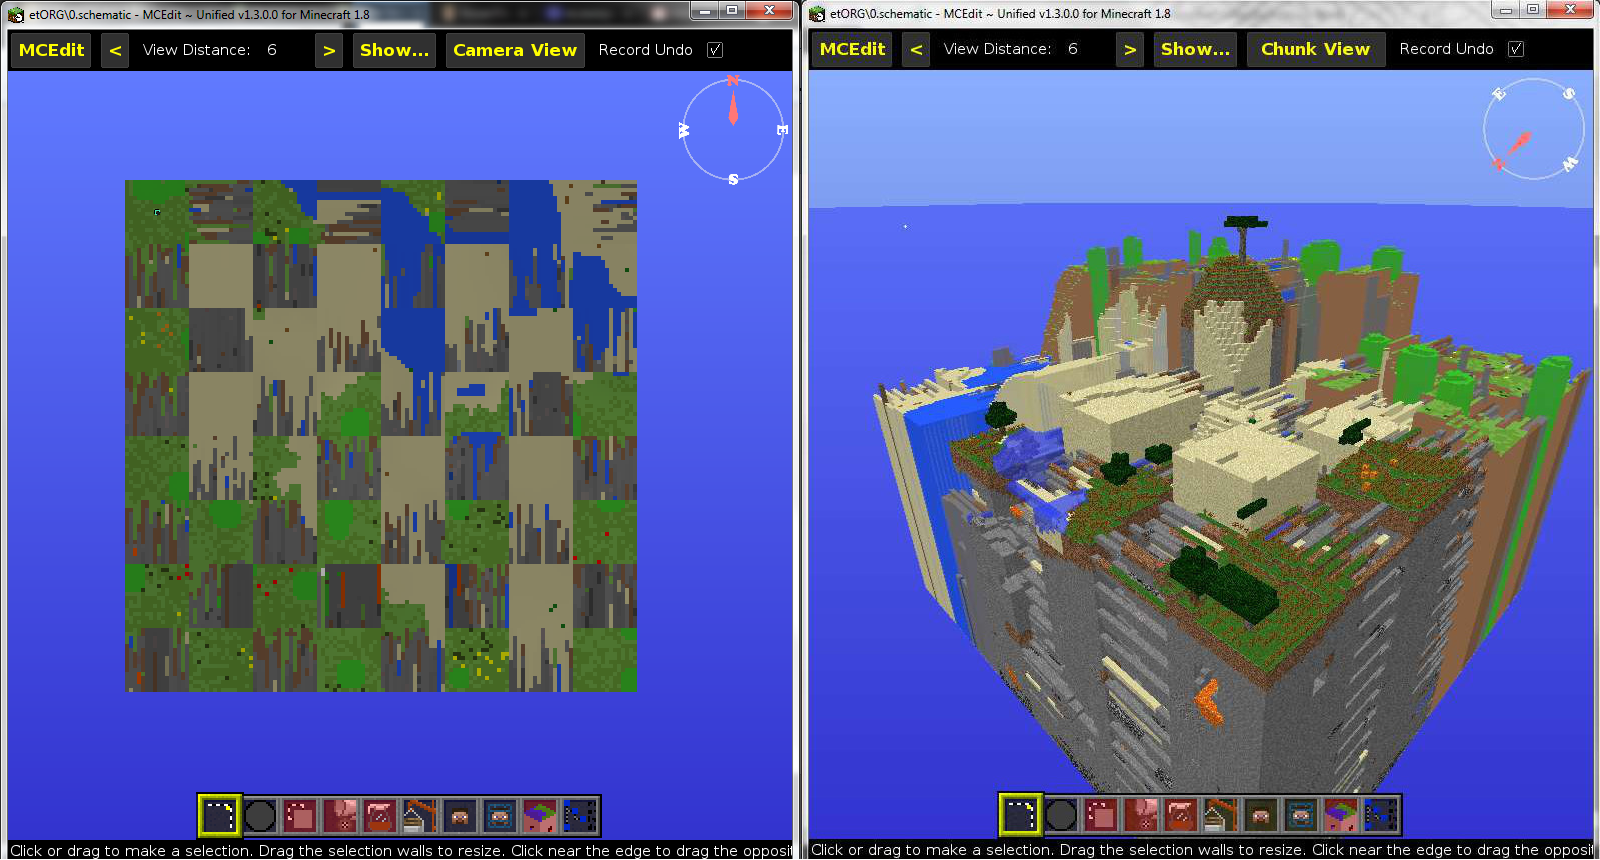 etORG\0.schematic - MCEdit ~ Unified v1.3.0.0 for Minecraft 1.8
MCEdit < View Distance: 6 > Show... Camera View Record Undo
N
W E
S
Click or drag to make a selection. Drag the selection walls to resize. Click near the edge to drag the opposit
etORG\0.schematic - MCEdit ~ Unified v1.3.0.0 for Minecraft 1.8
MCEdit < View Distance: 6 > Show... Chunk View Record Undo
E S
N W
Click or drag to make a selection. Drag the selection walls to resize. Click near the edge to drag the opposit